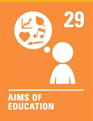 29
AIMS OF
EDUCATION